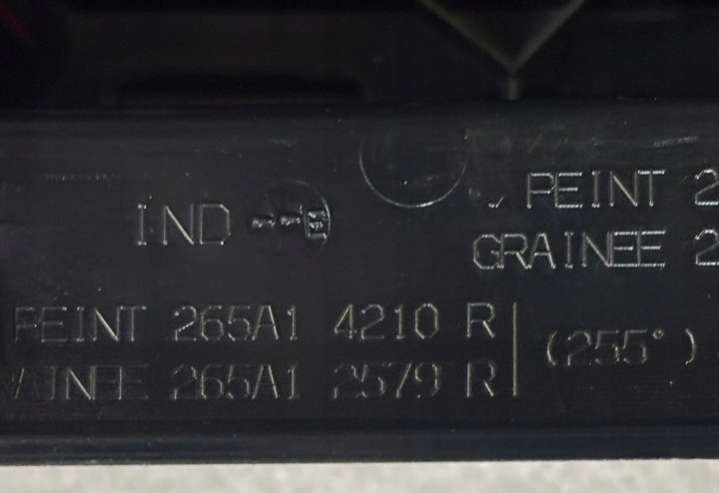 PEINT 2
IND
GRAINEE 2
PEINT 265A1 4210 R
(255°)
AINEE 265A1 2579 R